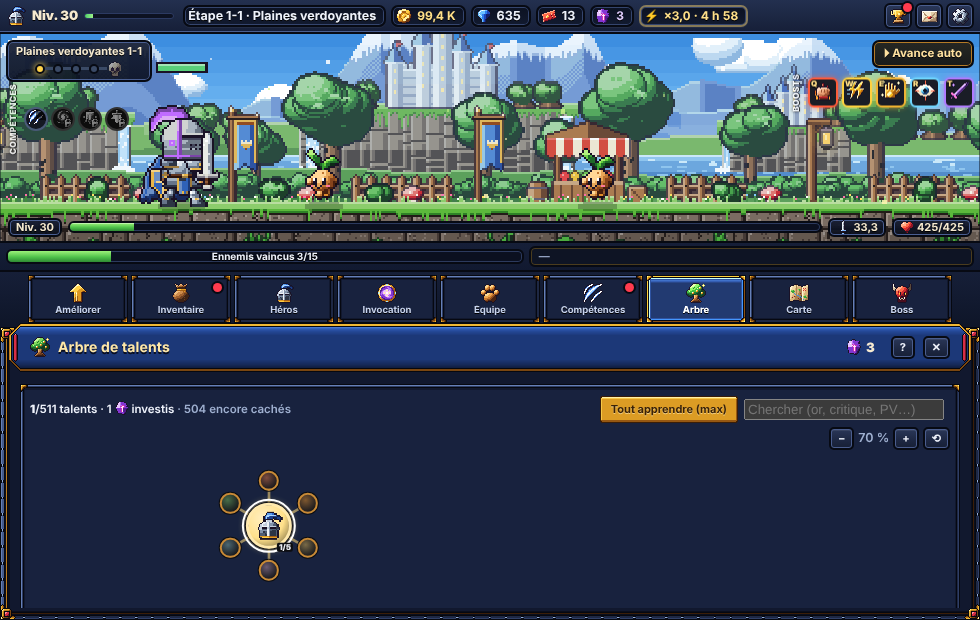 Niv. 30
Étape 1-1 · Plaines verdoyantes
99,4 K
635
13
3
×3,0 · 4 h 58
Plaines verdoyantes 1-1
Avance auto
COMPÉTENCES
BOOSTS
Q
W
E
R
T
Niv. 30
33,3
425/425
Ennemis vaincus 3/15
—
Améliorer
Inventaire
Héros
Invocation
Equipe
Compétences
Arbre
Carte
Boss
Arbre de talents
3
?
×
1/511 talents · 1 investis · 504 encore cachés
Tout apprendre (max)
Chercher (or, critique, PV…)
−
70 %
+
⟲
1/5